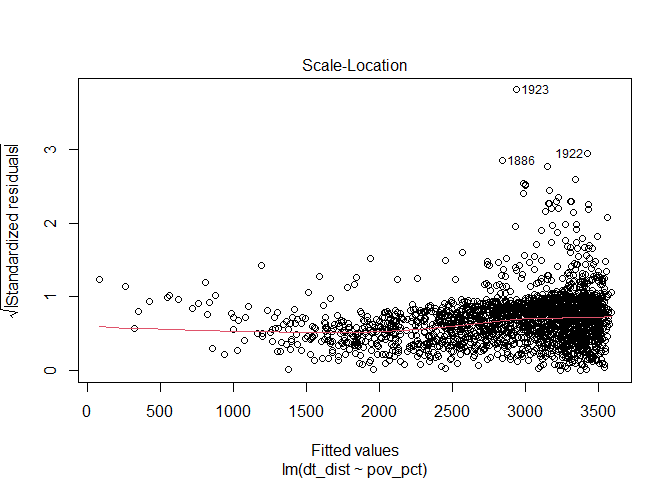 Scale-Location
1923
1922
1886
√|Standardized residuals|
3
2
1
0
0 500 1000 1500 2000 2500 3000 3500
Fitted values
lm(dt_dist ~ pov_pct)